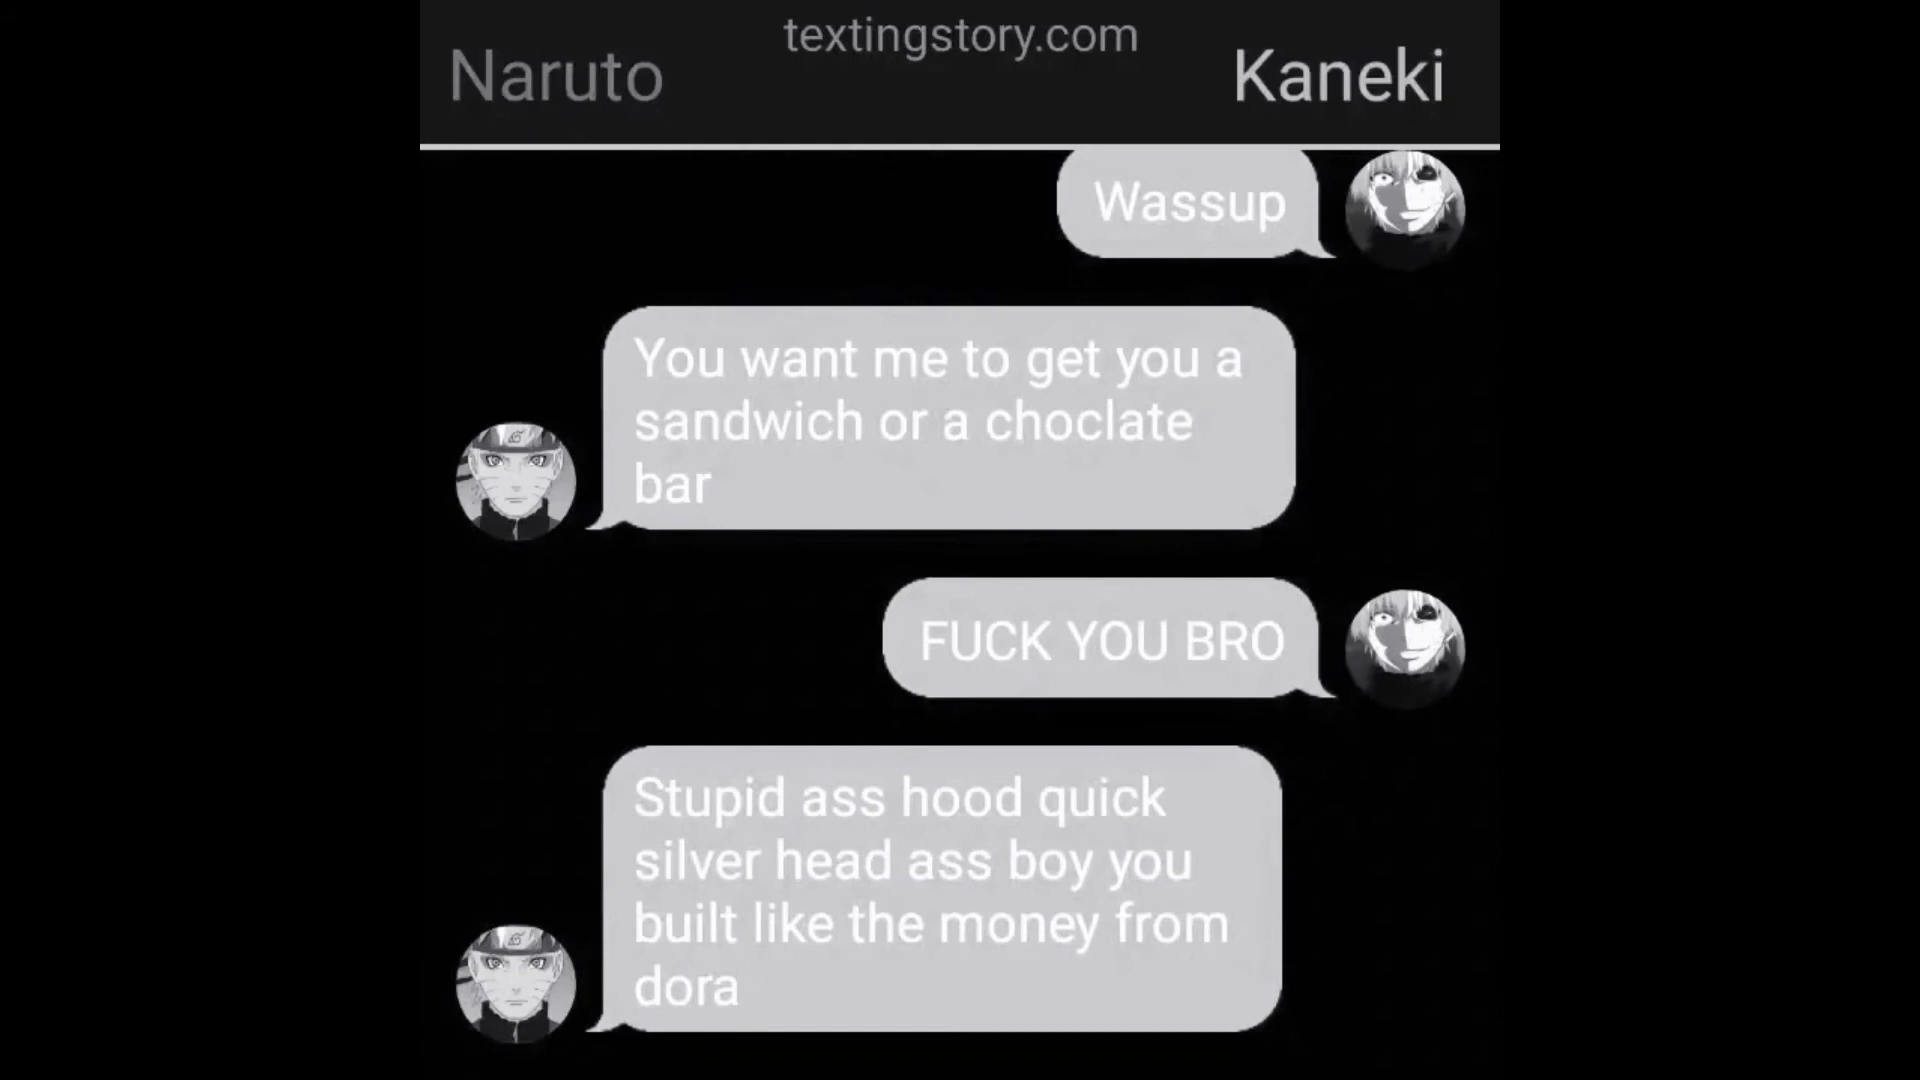 textingstory.com
Naruto
Kaneki
Wassup
You want me to get you a
sandwich or a choclate
bar
FUCK YOU BRO
Stupid ass hood quick
silver head ass boy you
built like the money from
dora